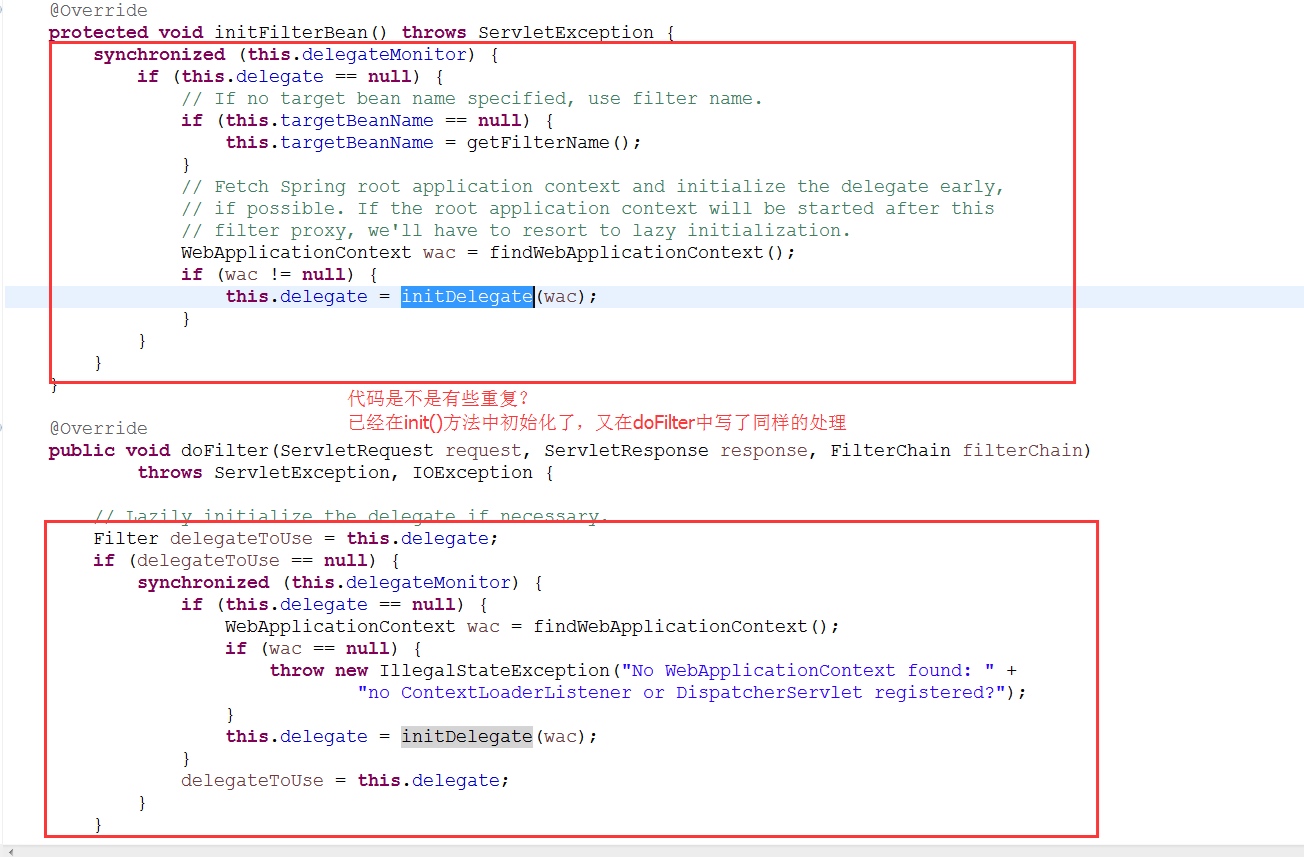 @Override
protected void initFilterBean() throws ServletException {
    synchronized (this.delegateMonitor) {
        if (this.delegate == null) {
            // If no target bean name specified, use filter name.
            if (this.targetBeanName == null) {
                this.targetBeanName = getFilterName();
            }
            // Fetch Spring root application context and initialize the delegate early,
            // if possible. If the root application context will be started after this
            // filter proxy, we'll have to resort to lazy initialization.
            WebApplicationContext wac = findWebApplicationContext();
            if (wac != null) {
                this.delegate = initDelegate(wac);
            }
        }
    }
}
代码是不是有些重复?
已经在init()方法中初始化了，又在doFilter中写了同样的处理
@Override
public void doFilter(ServletRequest request, ServletResponse response, FilterChain filterChain)
        throws ServletException, IOException {
    // Lazily initialize the delegate if necessary.
    Filter delegateToUse = this.delegate;
    if (delegateToUse == null) {
        synchronized (this.delegateMonitor) {
            if (this.delegate == null) {
                WebApplicationContext wac = findWebApplicationContext();
                if (wac == null) {
                    throw new IllegalStateException("No WebApplicationContext found: " +
                            "no ContextLoaderListener or DispatcherServlet registered?");
                }
                this.delegate = initDelegate(wac);
            }
            delegateToUse = this.delegate;
        }
    }